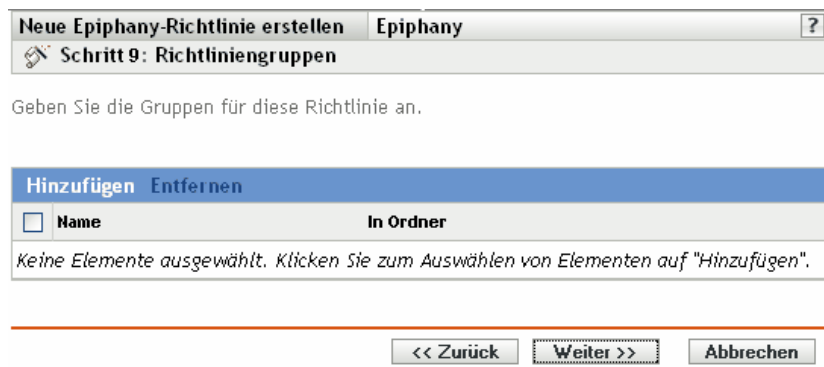 Neue Epiphany-Richtlinie erstellen Epiphany ?
Schritt 9: Richtliniengruppen
Geben Sie die Gruppen für diese Richtlinie an.
Hinzufügen Entfernen
Name In Ordner
Keine Elemente ausgewählt. Klicken Sie zum Auswählen von Elementen auf "Hinzufügen".
<< Zurück Weiter >> Abbrechen